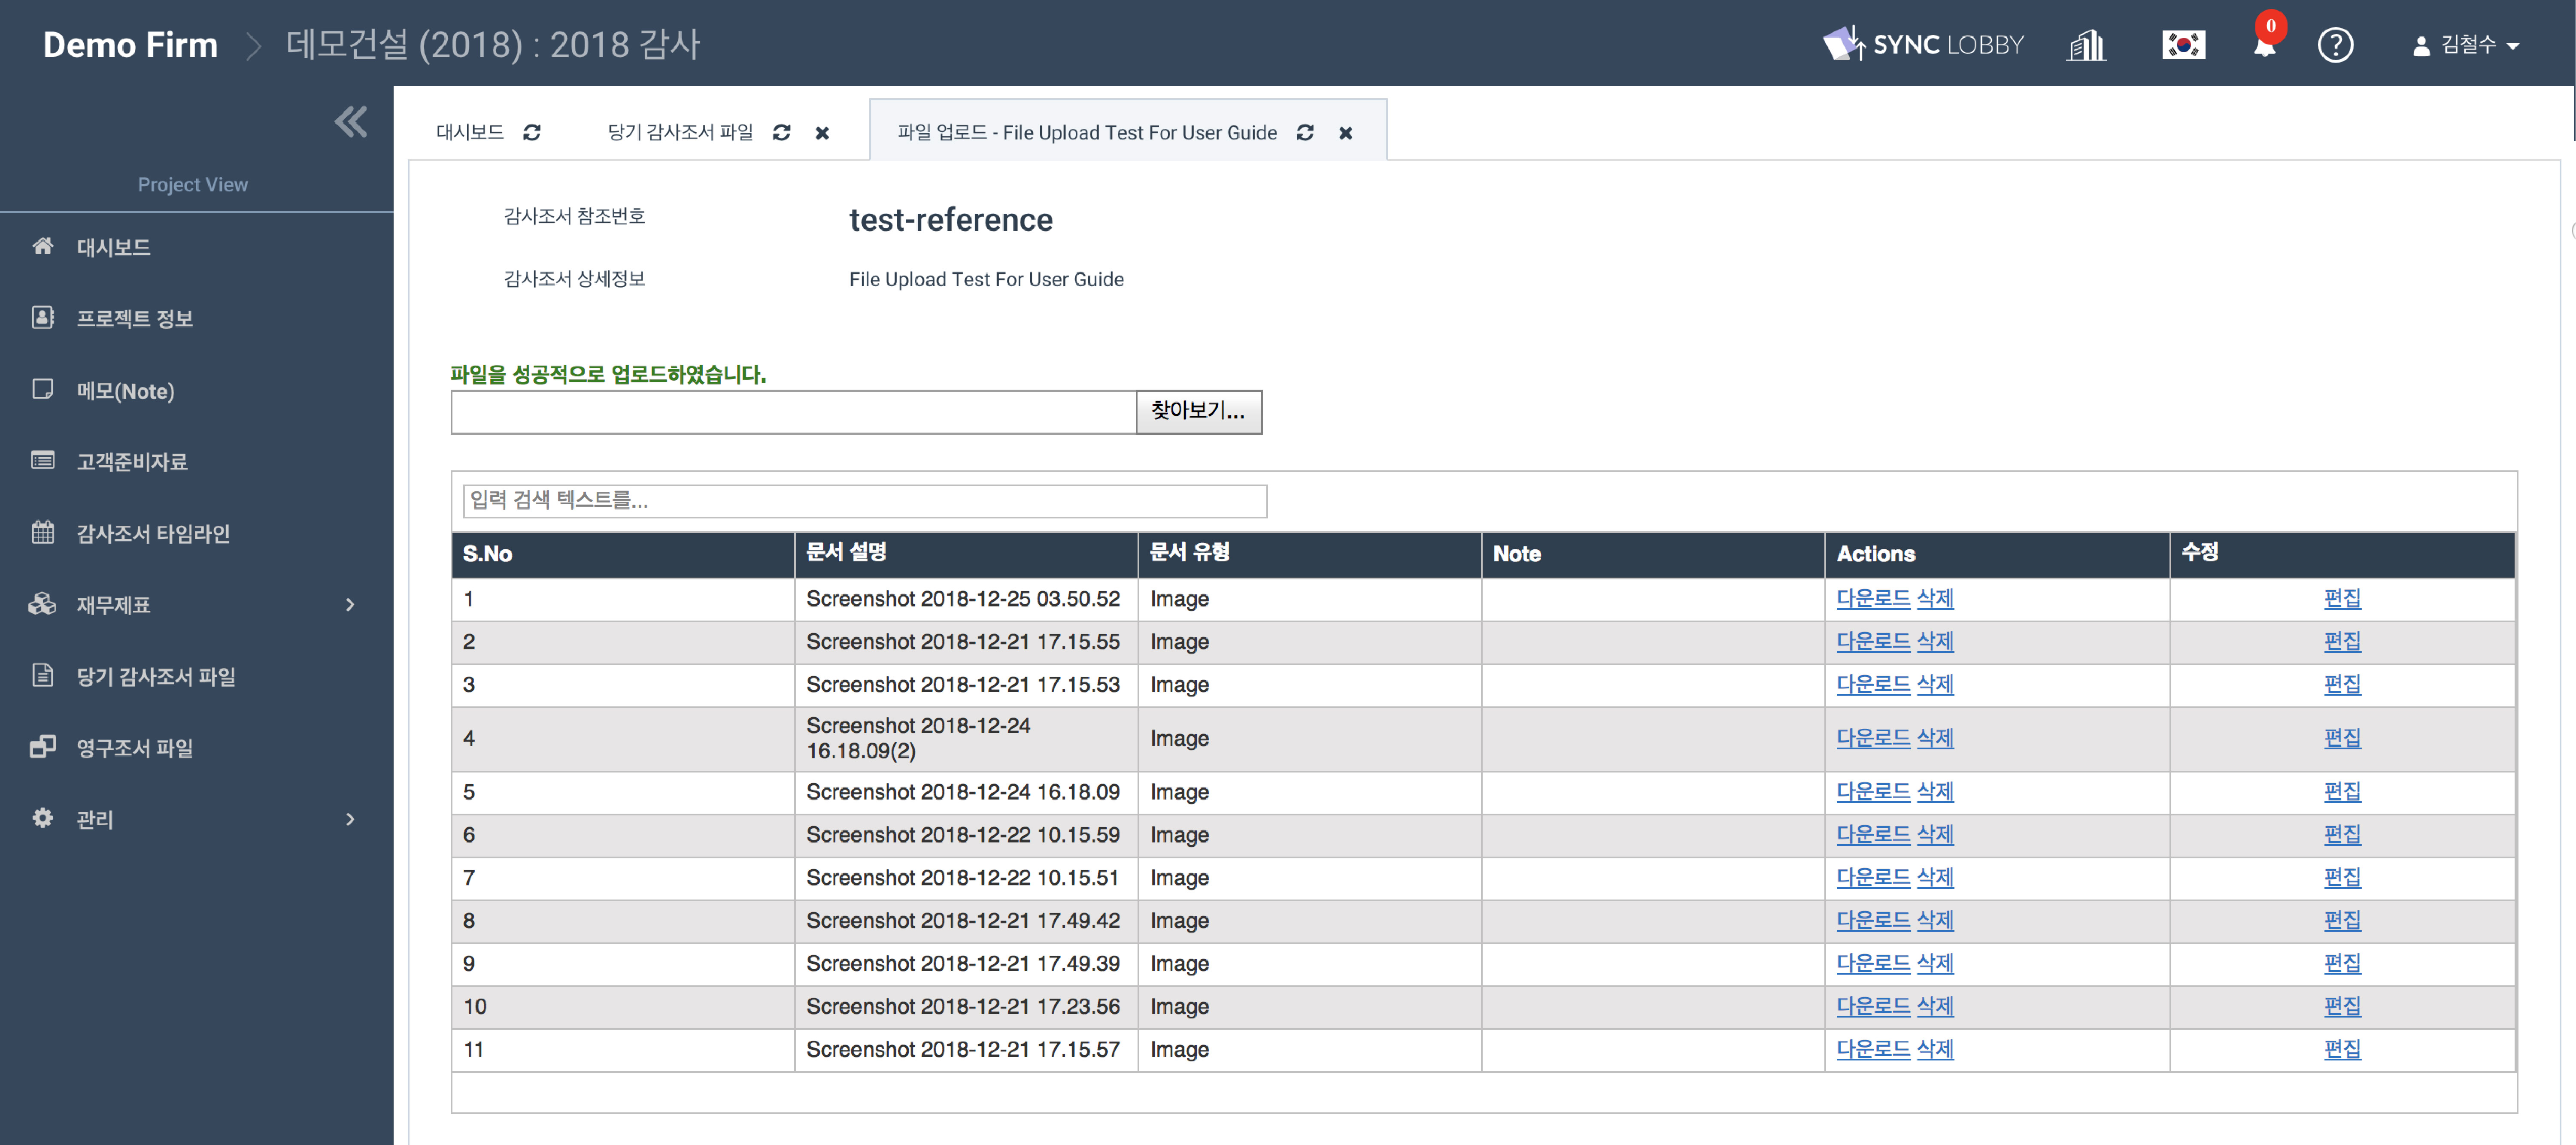 Demo Firm > 데모건설 (2018) : 2018 감사
SYNC LOBBY 0 ? 김철수
Project View
대시보드
프로젝트 정보
메모(Note)
고객준비자료
감사조서 타임라인
재무제표
당기 감사조서 파일
영구조서 파일
관리
대시보드 당기 감사조서 파일 파일 업로드 - File Upload Test For User Guide
감사조서 참조번호 test-reference
감사조서 상세정보 File Upload Test For User Guide
파일을 성공적으로 업로드하였습니다.
찾아보기...
입력 검색 텍스트를...
S.No 문서 설명 문서 유형 Note Actions 수정
1 Screenshot 2018-12-25 03.50.52 Image 다운로드 삭제 편집
2 Screenshot 2018-12-21 17.15.55 Image 다운로드 삭제 편집
3 Screenshot 2018-12-21 17.15.53 Image 다운로드 삭제 편집
4 Screenshot 2018-12-24
16.18.09(2) Image 다운로드 삭제 편집
5 Screenshot 2018-12-24 16.18.09 Image 다운로드 삭제 편집
6 Screenshot 2018-12-22 10.15.59 Image 다운로드 삭제 편집
7 Screenshot 2018-12-22 10.15.51 Image 다운로드 삭제 편집
8 Screenshot 2018-12-21 17.49.42 Image 다운로드 삭제 편집
9 Screenshot 2018-12-21 17.49.39 Image 다운로드 삭제 편집
10 Screenshot 2018-12-21 17.23.56 Image 다운로드 삭제 편집
11 Screenshot 2018-12-21 17.15.57 Image 다운로드 삭제 편집